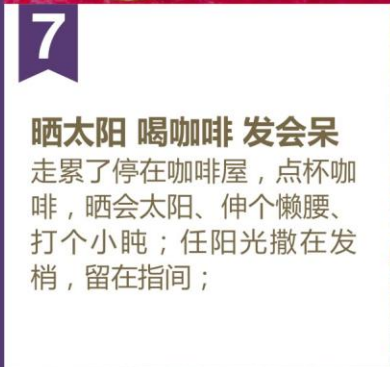 7
晒太阳 喝咖啡 发会呆
走累了停在咖啡屋，点杯咖
啡，晒会太阳、伸个懒腰、
打个小盹；任阳光撒在发
梢，留在指间；